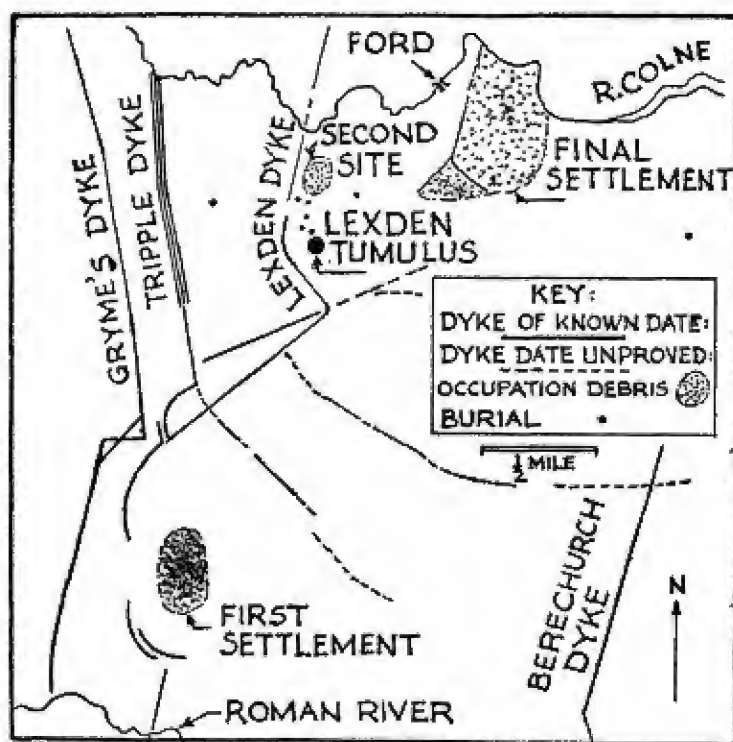 FORD
R. COLNE
GRYME'S DYKE
TRIPPLE DYKE
LEXDEN DYKE
SECOND
SITE
FINAL
SETTLEMENT
LEXDEN
TUMULUS
KEY:
DYKE OF KNOWN DATE:
DYKE DATE UNPROVED:
OCCUPATION DEBRIS
BURIAL
½ MILE
BERECHURCH
DYKE
N
FIRST
SETTLEMENT
ROMAN RIVER